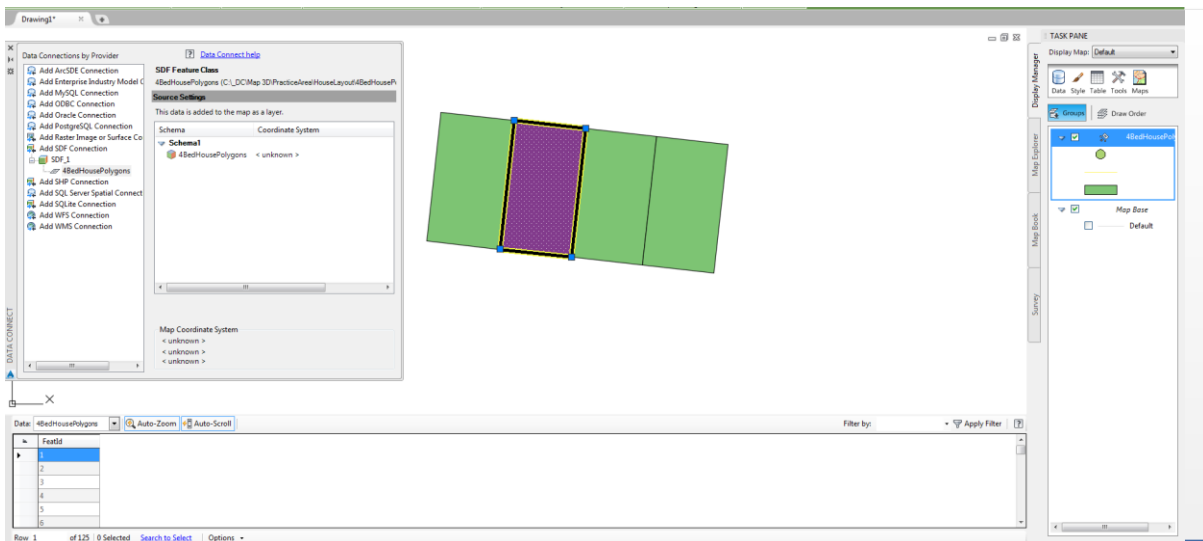 Drawing1*
Data Connections by Provider
Add ArcSDE Connection
Add Enterprise Industry Model C
Add MySQL Connection
Add ODBC Connection
Add Oracle Connection
Add PostgreSQL Connection
Add Raster Image or Surface Co
Add SDF Connection
SDF_1
4BedHousePolygons
Add SHP Connection
Add SQL Server Spatial Connect
Add SQLite Connection
Add WFS Connection
Add WMS Connection
DATA CONNECT
Data Connect help
SDF Feature Class
4BedHousePolygons (C:\_DC\Map 3D\PracticeArea\HouseLayout\4BedHouseP
Source Settings
This data is added to the map as a layer.
Schema Coordinate System
Schema1
4BedHousePolygons < unknown >
Map Coordinate System
< unknown >
< unknown >
< unknown >
TASK PANE
Display Map: Default
Data Style Table Tools Maps
Groups Draw Order
4BedHousePol
Map Base
Default
Display Manager
Map Explorer
Map Book
Survey
Data: 4BedHousePolygons Auto-Zoom Auto-Scroll Filter by: Apply Filter
FeatId
1
2
3
4
5
6
Row 1 of 125 0 Selected Search to Select Options
X